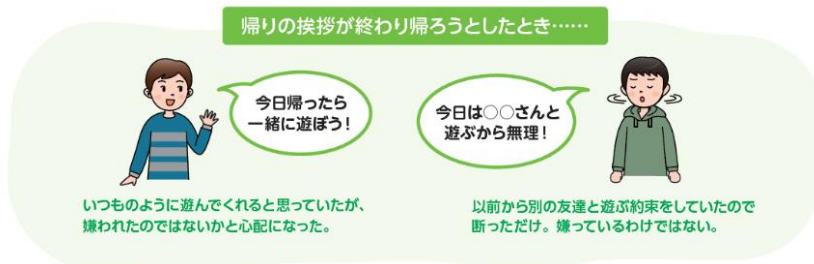 帰りの挨拶が終わり帰ろうとしたとき……
今日帰ったら
一緒に遊ぼう！
今日は○○さんと
遊ぶから無理！
いつものように遊んでくれると思っていたが、
嫌われたのではないかと心配になった。
以前から別の友達と遊ぶ約束をしていたので
断っただけ。嫌っているわけではない。